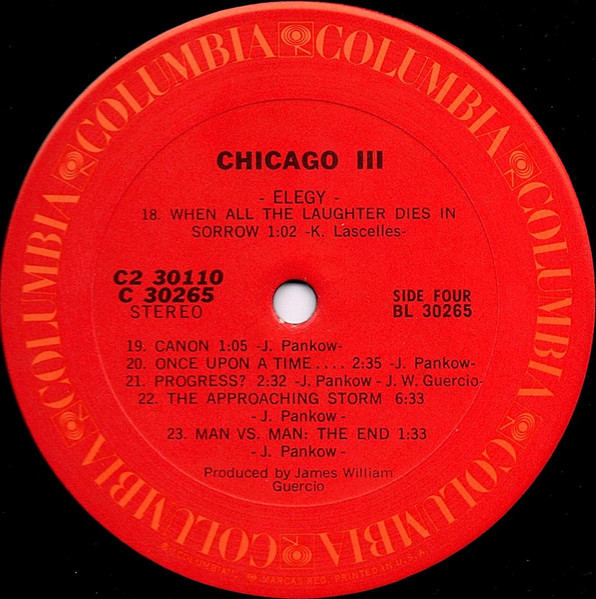 COLUMBIA COLUMBIA COLUMBIA COLUMBIA COLUMBIA COLUMBIA
CHICAGO III
- ELEGY -
18. WHEN ALL THE LAUGHTER DIES IN
SORROW 1:02 -K. Lascelles-
C2 30110
C 30265
STEREO
SIDE FOUR
BL 30265
19. CANON 1:05 -J. Pankow-
20. ONCE UPON A TIME.... 2:35 -J. Pankow-
21. PROGRESS? 2:32 -J. Pankow - J. W. Guercio-
22. THE APPROACHING STORM 6:33
- J. Pankow -
23. MAN VS. MAN: THE END 1:33
- J. Pankow -
Produced by James William
Guercio
"COLUMBIA" MARCAS REG. PRINTED IN U.S.A.